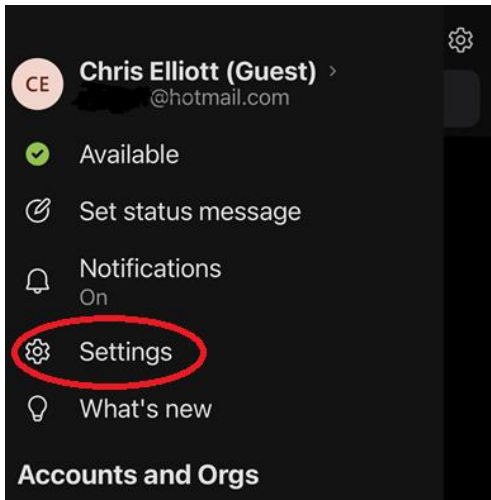 CE
Chris Elliott (Guest)
@hotmail.com
Available
Set status message
Notifications
On
Settings
What's new
Accounts and Orgs